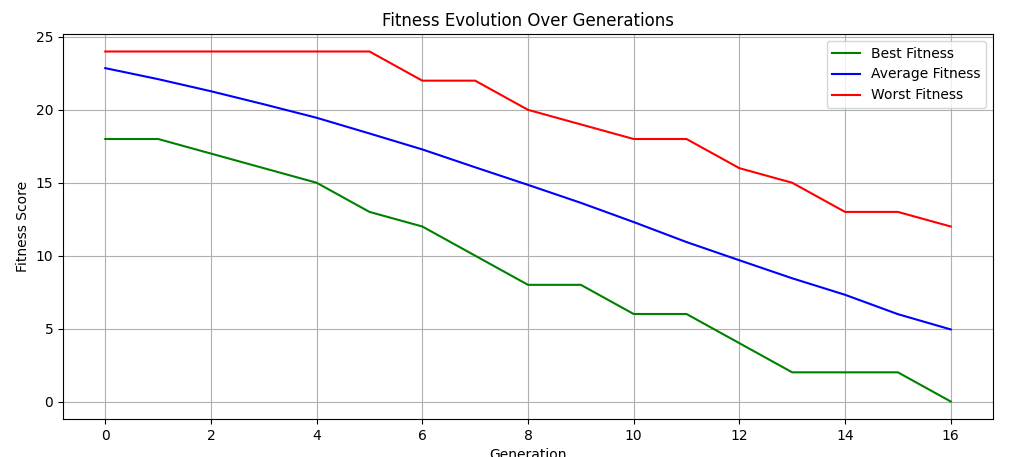 Fitness Evolution Over Generations
Best Fitness
Average Fitness
Worst Fitness
Fitness Score
25
20
15
10
5
0
0 2 4 6 8 10 12 14 16
Generation